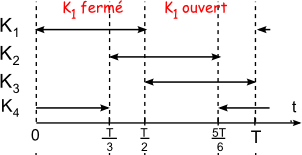 K1 fermé K1 ouvert
K1
K2
K3
K4
t
0 T/3 T/2 5T/6 T